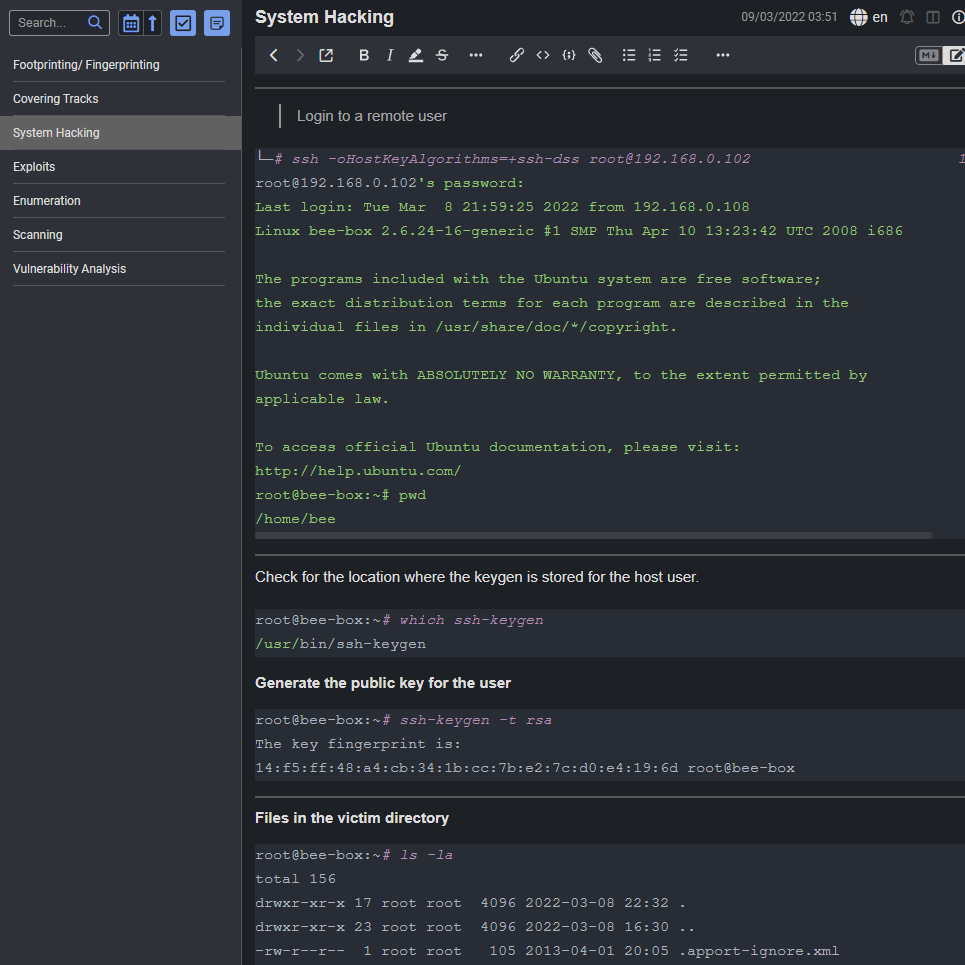 Search...
Footprinting/ Fingerprinting
Covering Tracks
System Hacking
Exploits
Enumeration
Scanning
Vulnerability Analysis
System Hacking
09/03/2022 03:51
en
B I S
M↓
Login to a remote user
└─# ssh -oHostKeyAlgorithms=+ssh-dss root@192.168.0.102
1
root@192.168.0.102's password:
Last login: Tue Mar  8 21:59:25 2022 from 192.168.0.108
Linux bee-box 2.6.24-16-generic #1 SMP Thu Apr 10 13:23:42 UTC 2008 i686
The programs included with the Ubuntu system are free software;
the exact distribution terms for each program are described in the
individual files in /usr/share/doc/*/copyright.
Ubuntu comes with ABSOLUTELY NO WARRANTY, to the extent permitted by
applicable law.
To access official Ubuntu documentation, please visit:
http://help.ubuntu.com/
root@bee-box:~# pwd
/home/bee
Check for the location where the keygen is stored for the host user.
root@bee-box:~# which ssh-keygen
/usr/bin/ssh-keygen
Generate the public key for the user
root@bee-box:~# ssh-keygen -t rsa
The key fingerprint is:
14:f5:ff:48:a4:cb:34:1b:cc:7b:e2:7c:d0:e4:19:6d root@bee-box
Files in the victim directory
root@bee-box:~# ls -la
total 156
drwxr-xr-x 17 root root  4096 2022-03-08 22:32 .
drwxr-xr-x 23 root root  4096 2022-03-08 16:30 ..
-rw-r--r--  1 root root   105 2013-04-01 20:05 .apport-ignore.xml